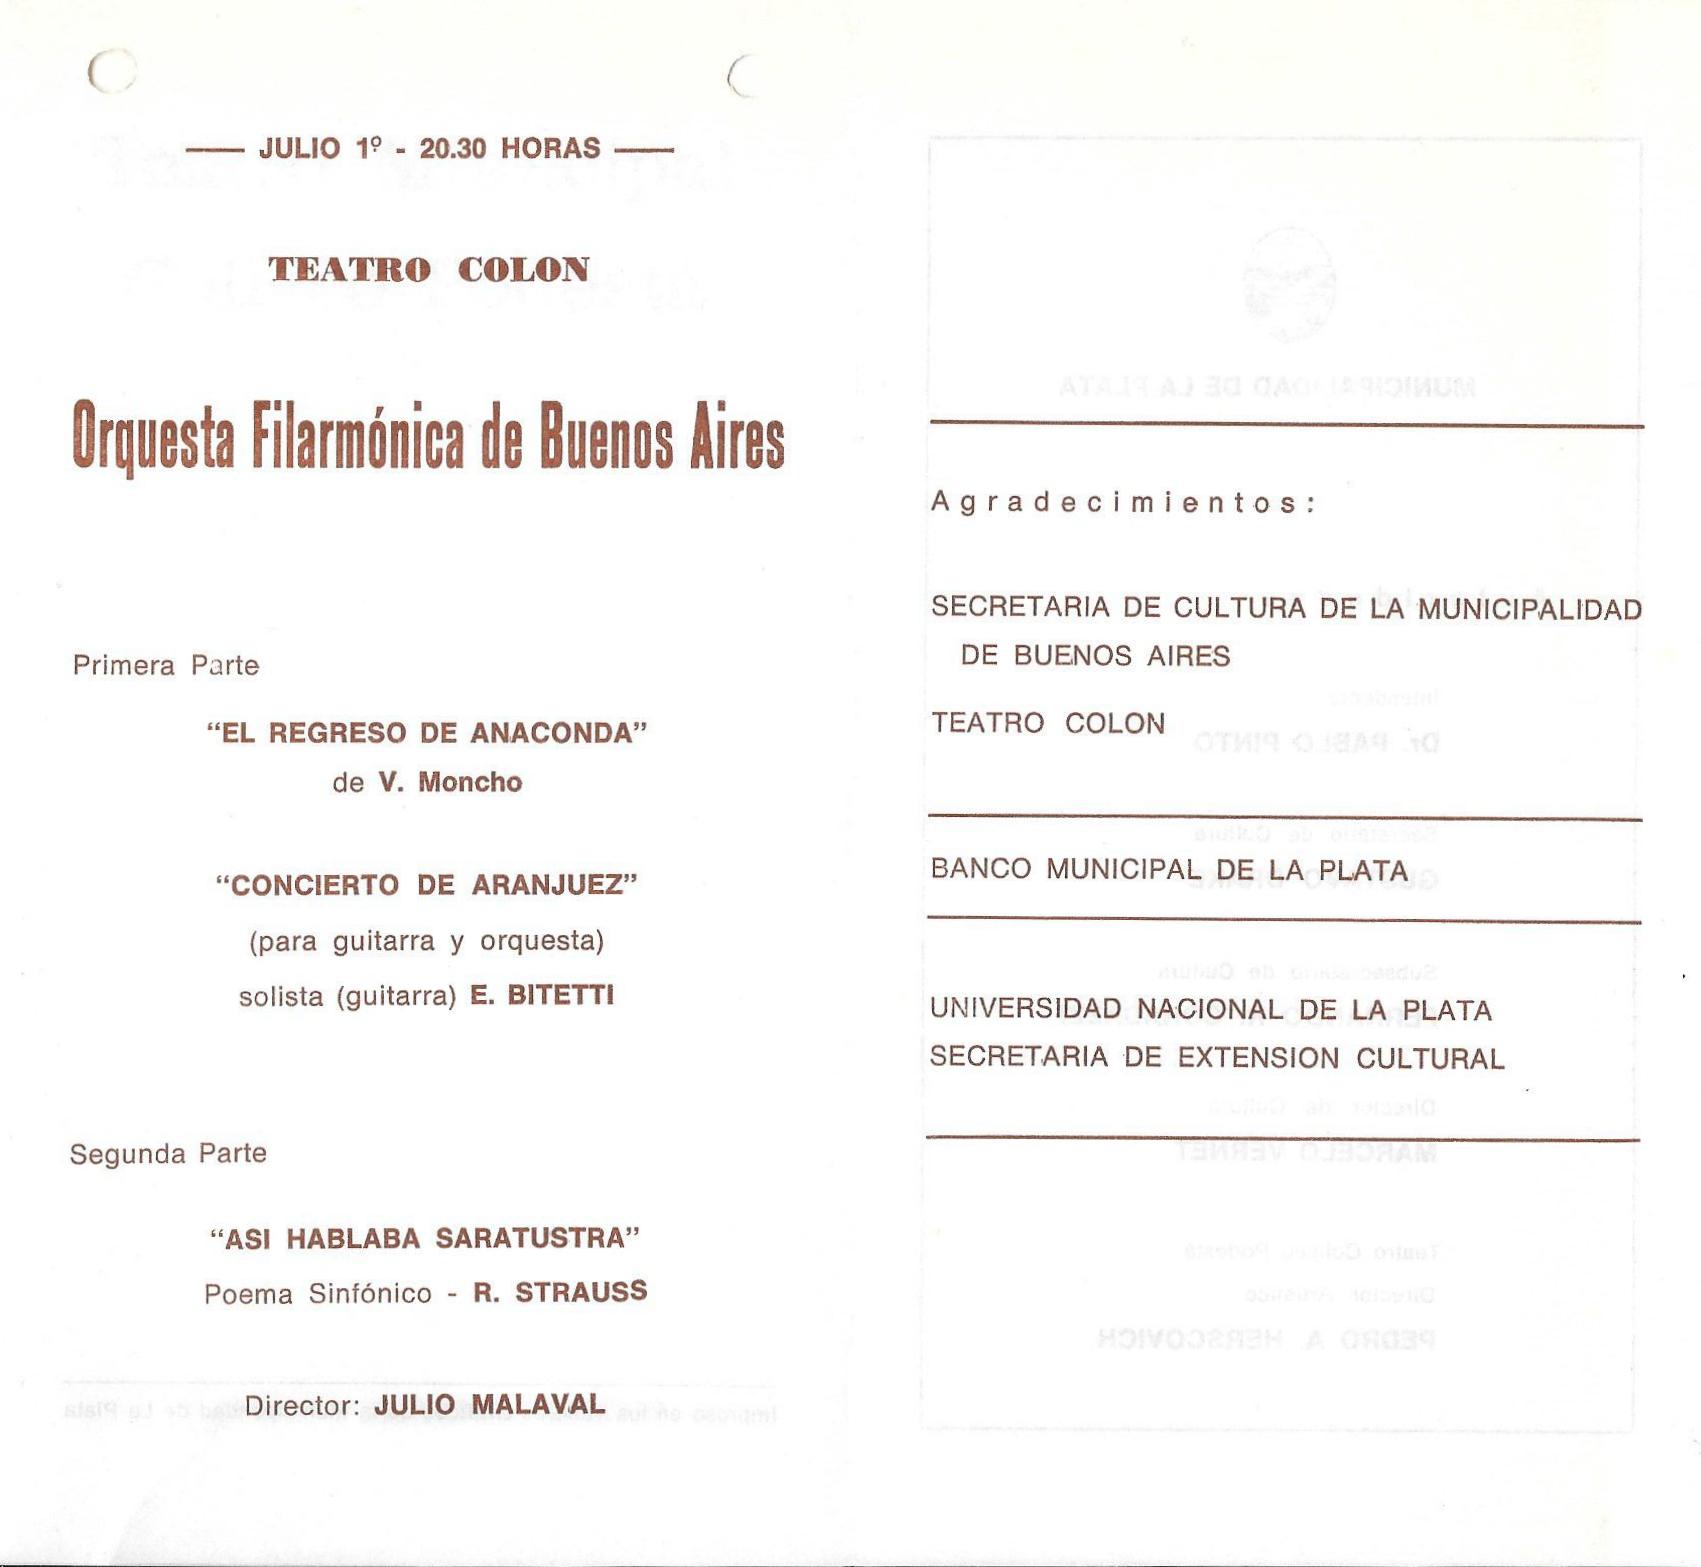 JULIO 1º - 20.30 HORAS
TEATRO COLON
Orquesta Filarmónica de Buenos Aires
Primera Parte
“EL REGRESO DE ANACONDA”
de V. Moncho
“CONCIERTO DE ARANJUEZ”
(para guitarra y orquesta)
solista (guitarra) E. BITETTI
Segunda Parte
“ASI HABLABA SARATUSTRA”
Poema Sinfónico - R. STRAUSS
Director: JULIO MALAVAL
Agradecimientos:
SECRETARIA DE CULTURA DE LA MUNICIPALIDAD
DE BUENOS AIRES
TEATRO COLON
BANCO MUNICIPAL DE LA PLATA
UNIVERSIDAD NACIONAL DE LA PLATA
SECRETARIA DE EXTENSION CULTURAL